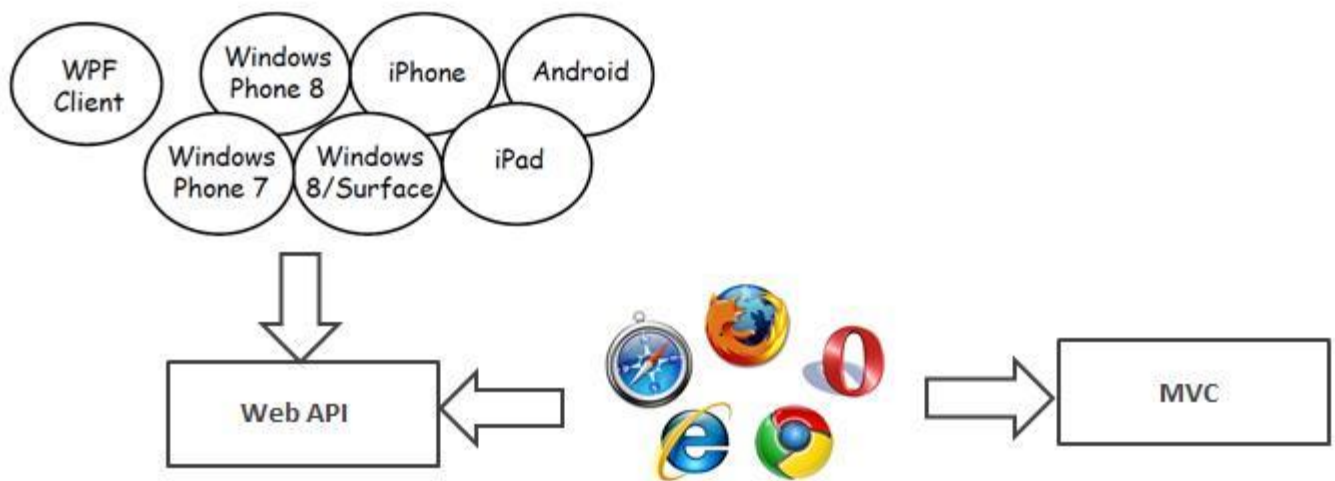 WPF
Client
Windows
Phone 8
iPhone
Android
Windows
Phone 7
Windows
8/Surface
iPad
Web API
MVC